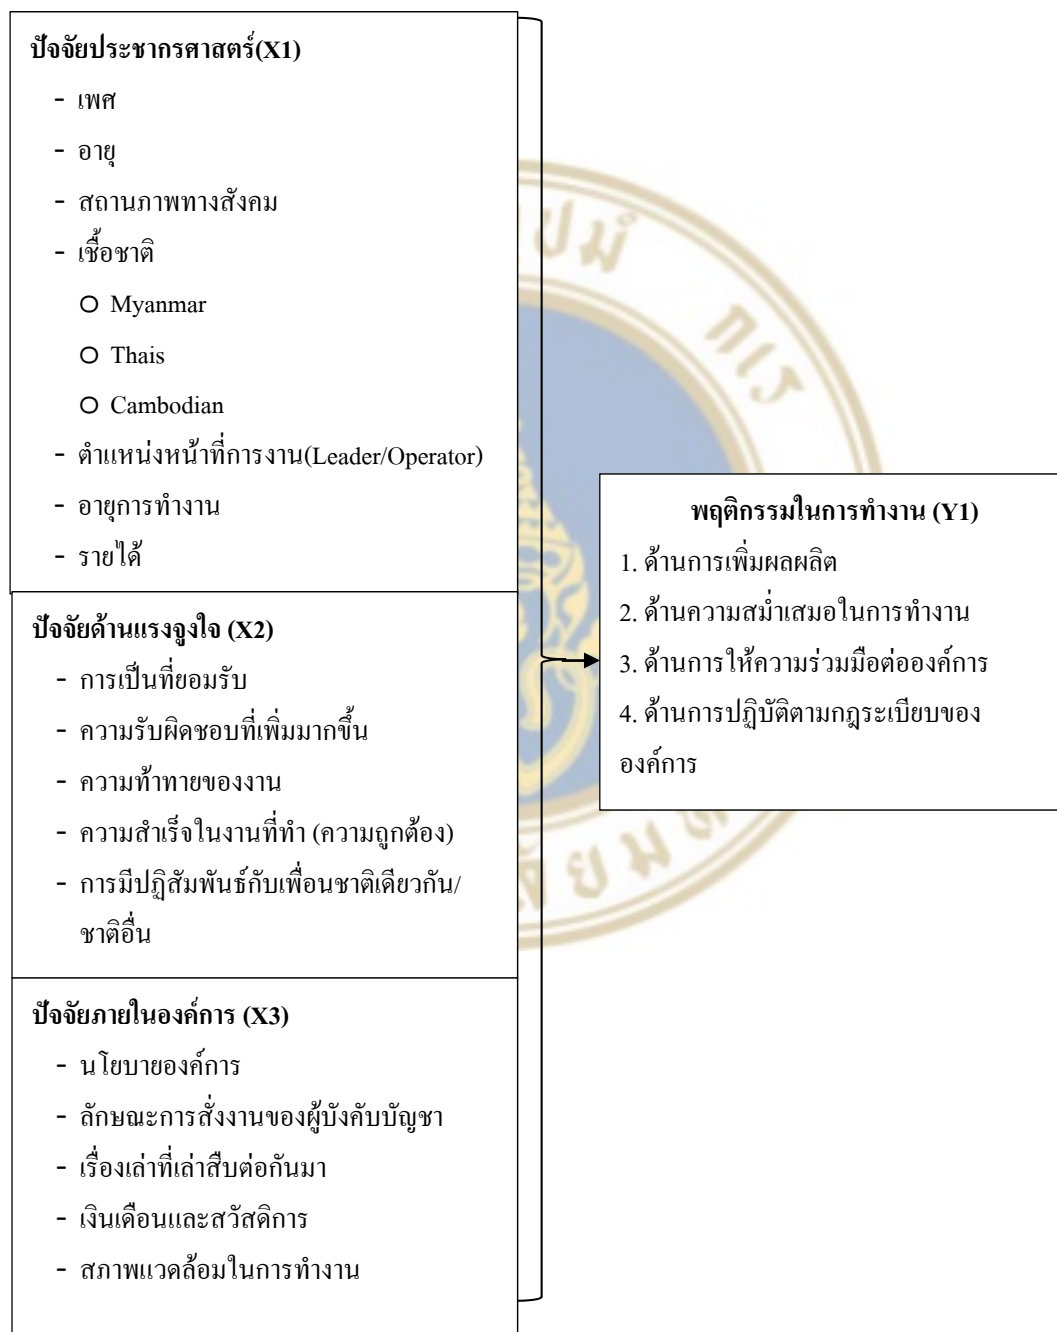 ปัจจัยประชากรศาสตร์(X1)
- เพศ
- อายุ
- สถานภาพทางสังคม
- เชื้อชาติ
O Myanmar
O Thais
O Cambodian
- ตำแหน่งหน้าที่การงาน(Leader/Operator)
- อายุการทำงาน
- รายได้
ปัจจัยด้านแรงจูงใจ (X2)
- การเป็นที่ยอมรับ
- ความรับผิดชอบที่เพิ่มมากขึ้น
- ความท้าทายของงาน
- ความสำเร็จในงานที่ทำ (ความถูกต้อง)
- การมีปฏิสัมพันธ์กับเพื่อนชาติเดียวกัน/
ชาติอื่น
ปัจจัยภายในองค์การ (X3)
- นโยบายองค์การ
- ลักษณะการสั่งงานของผู้บังคับบัญชา
- เรื่องเล่าที่เล่าสืบต่อกันมา
- เงินเดือนและสวัสดิการ
- สภาพแวดล้อมในการทำงาน
พฤติกรรมในการทำงาน (Y1)
1. ด้านการเพิ่มผลผลิต
2. ด้านความสม่ำเสมอในการทำงาน
3. ด้านการให้ความร่วมมือต่อองค์การ
4. ด้านการปฏิบัติตามกฎระเบียบของ
องค์การ